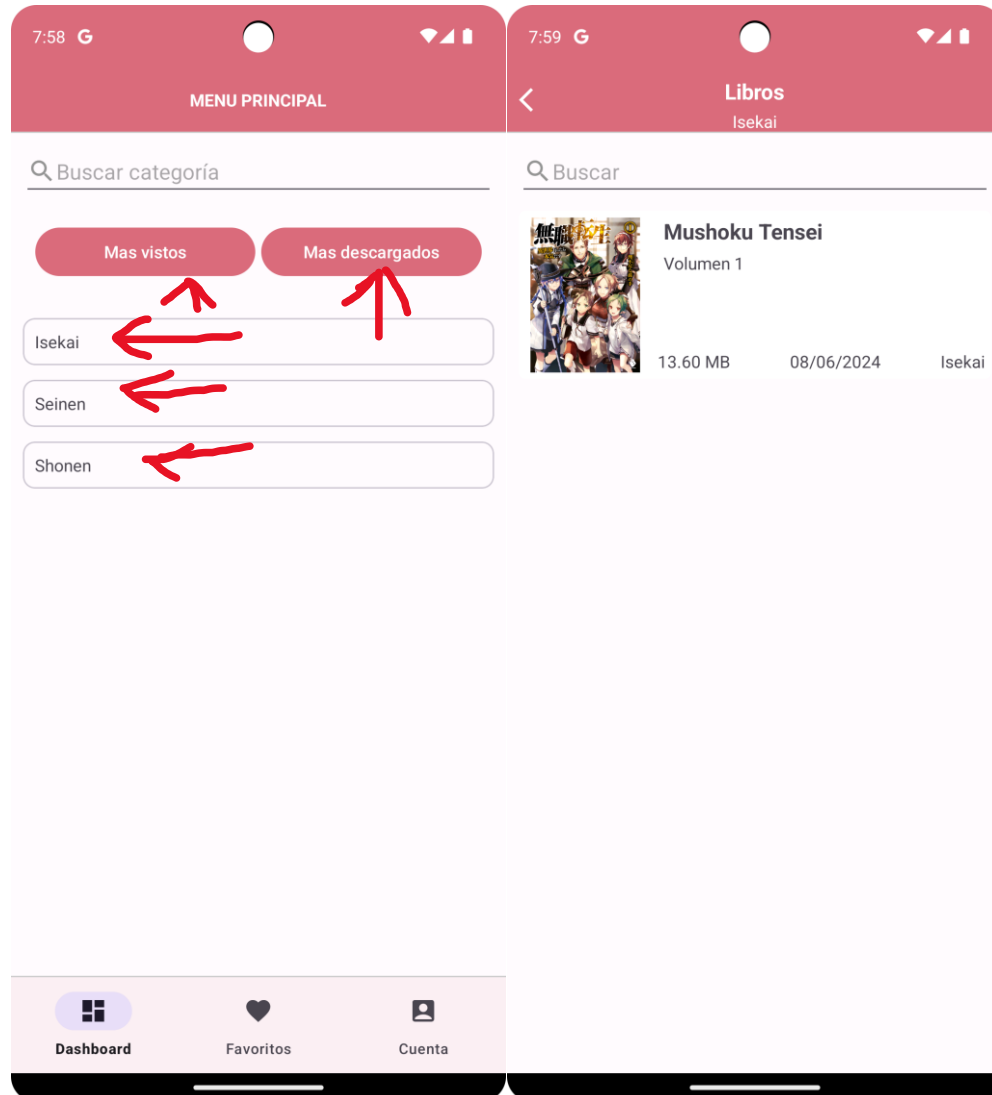 7:58 G
MENU PRINCIPAL
Buscar categoría
Mas vistos
Mas descargados
Isekai
Seinen
Shonen
Dashboard
Favoritos
Cuenta
7:59 G
Libros
Isekai
Buscar
Mushoku Tensei
Volumen 1
13.60 MB
08/06/2024
Isekai